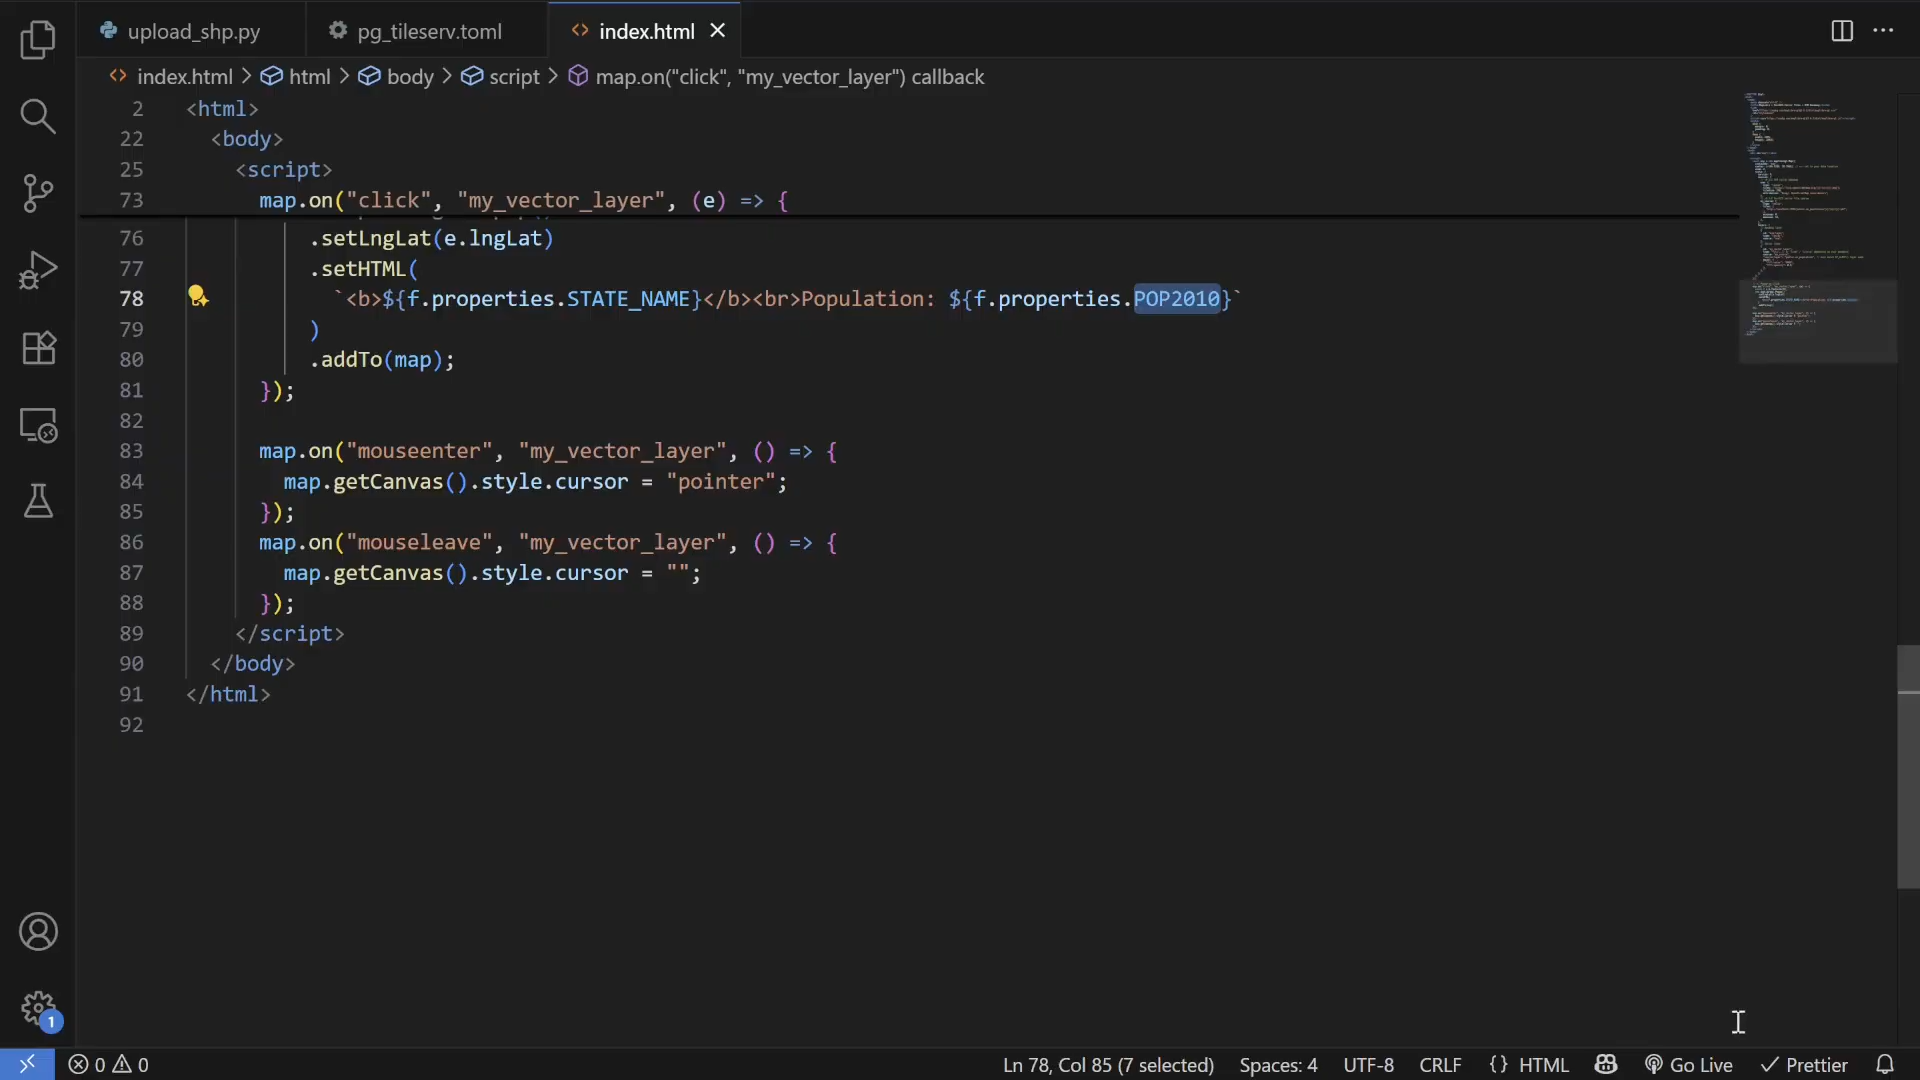 upload_shp.py pg_tileserv.toml index.html
index.html html body script map.on("click", "my_vector_layer") callback
2 <html>
22 <body>
25 <script>
73 map.on("click", "my_vector_layer", (e) => {
76 .setLngLat(e.lngLat)
77 .setHTML(
78 `<b>${f.properties.STATE_NAME}</b><br>Population: ${f.properties.POP2010}`
79 )
80 .addTo(map);
81 });
82
83 map.on("mouseenter", "my_vector_layer", () => {
84 map.getCanvas().style.cursor = "pointer";
85 });
86 map.on("mouseleave", "my_vector_layer", () => {
87 map.getCanvas().style.cursor = "";
88 });
89 </script>
90 </body>
91 </html>
92
1
0 0 Ln 78, Col 85 (7 selected) Spaces: 4 UTF-8 CRLF {} HTML Go Live Prettier